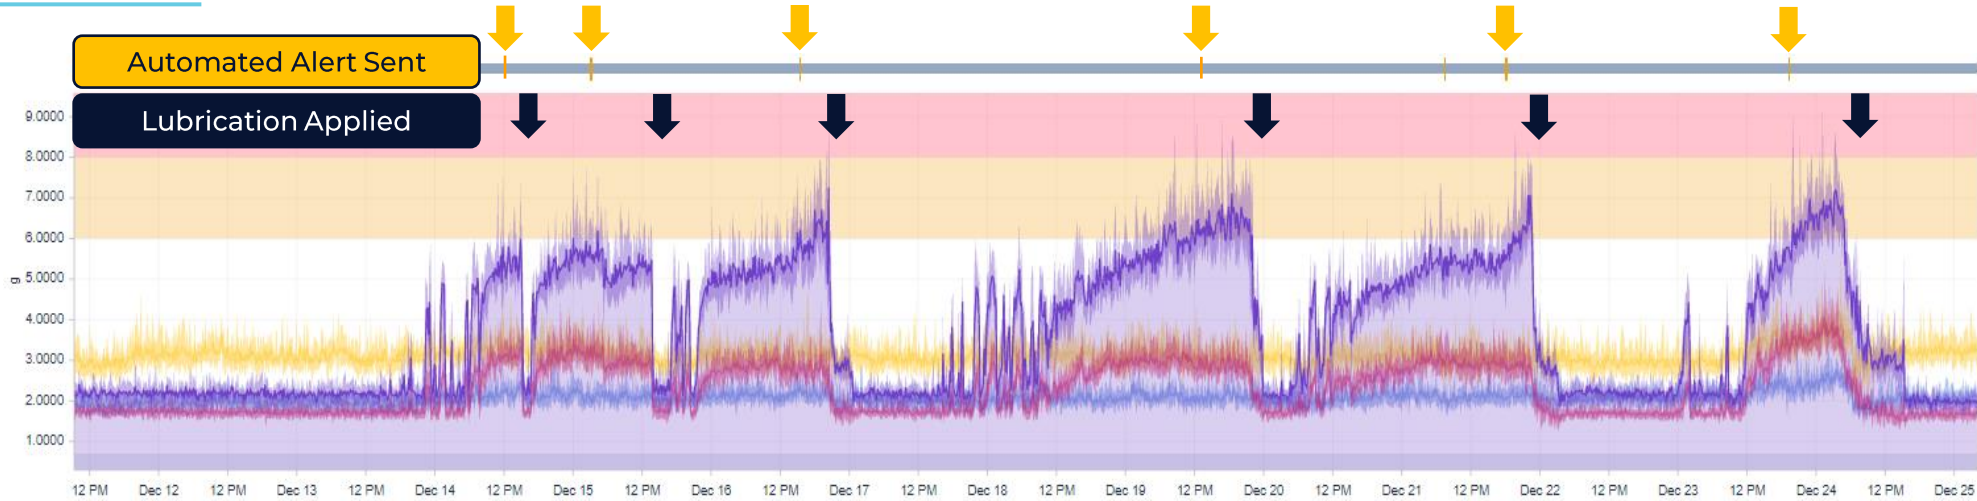 Automated Alert Sent
Lubrication Applied
9.0000
8.0000
7.0000
6.0000
5.0000
4.0000
3.0000
2.0000
1.0000
g
12 PM Dec 12 12 PM Dec 13 12 PM Dec 14 12 PM Dec 15 12 PM Dec 16 12 PM Dec 17 12 PM Dec 18 12 PM Dec 19 12 PM Dec 20 12 PM Dec 21 12 PM Dec 22 12 PM Dec 23 12 PM Dec 24 12 PM Dec 25